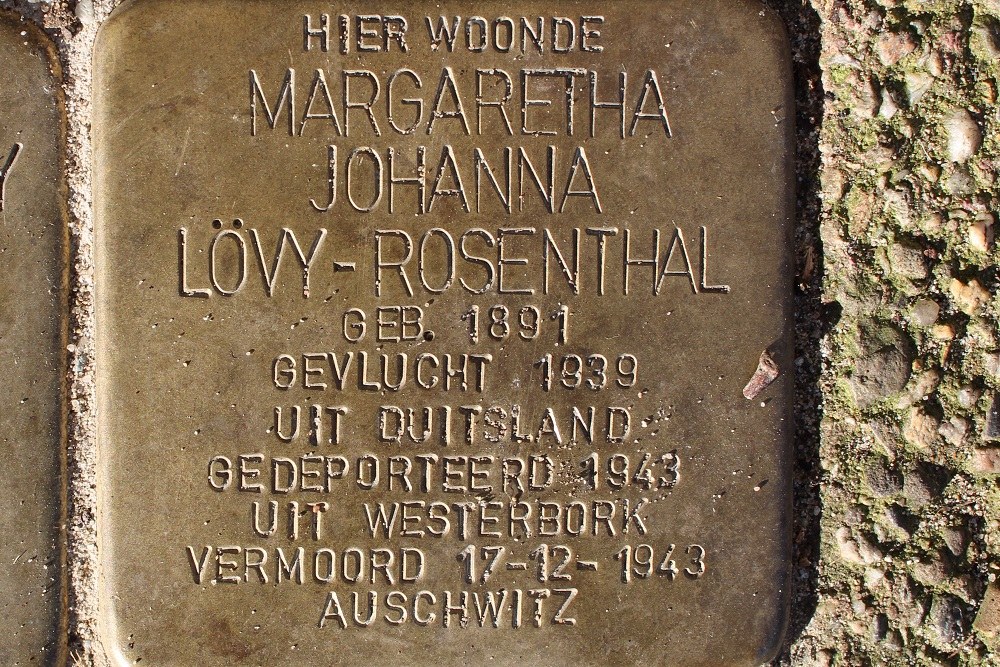 HIER WOONDE
MARGARETHA
JOHANNA
LÖVY-ROSENTHAL
GEB. 1891
GEVLUCHT 1939
UIT DUITSLAND
GEDEPORTEERD 1943
UIT WESTERBORK
VERMOORD 17-12-1943
AUSCHWITZ